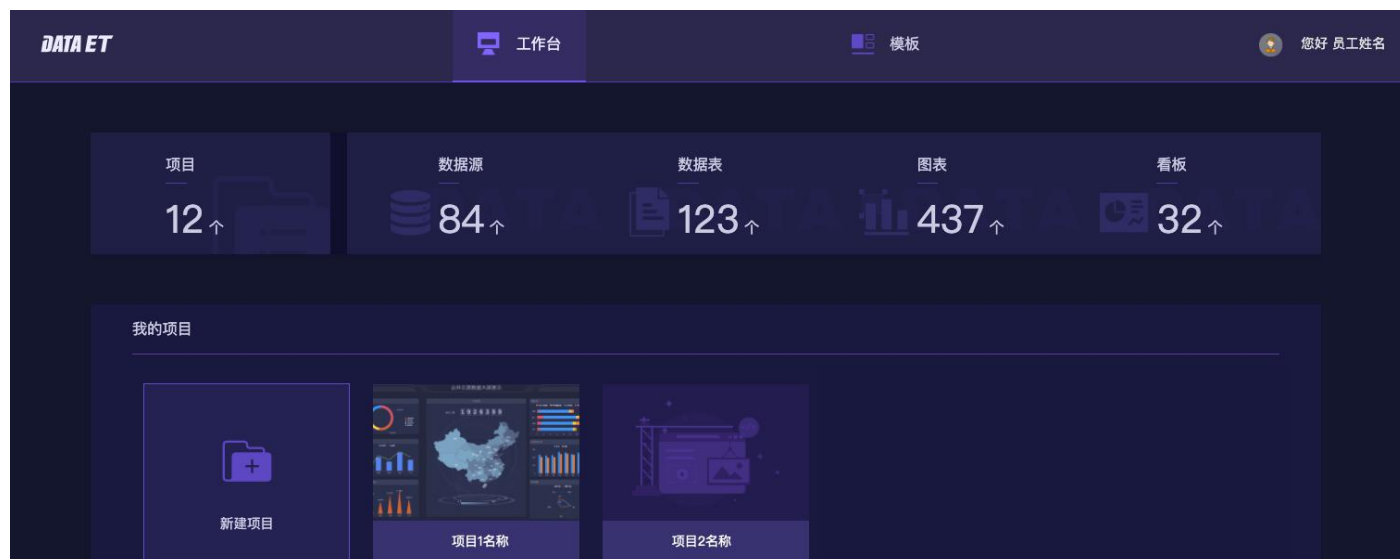 DATA ET
工作台
模板
您好 员工姓名
项目
12个
数据源
84个
数据表
123个
图表
437个
看板
32个
我的项目
新建项目
项目1名称
项目2名称